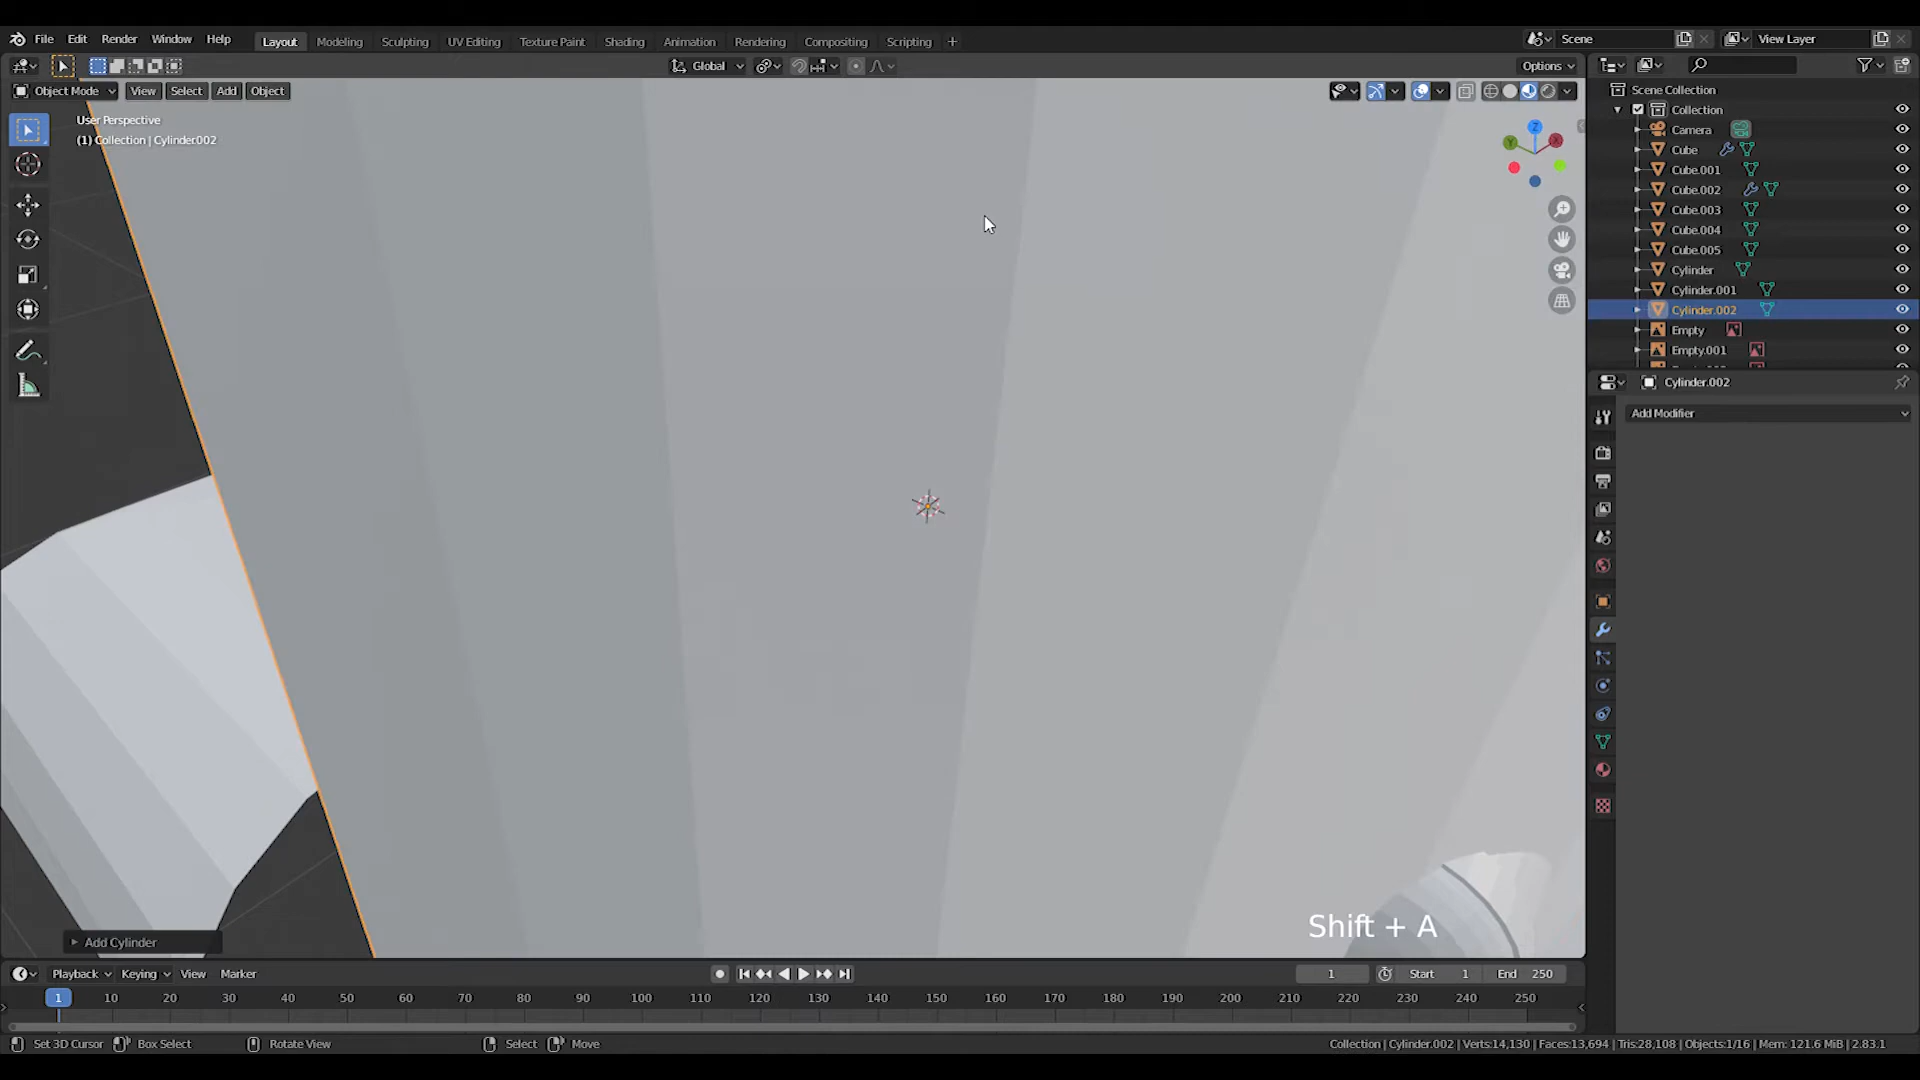 File Edit Render Window Help Layout Modeling Sculpting UV Editing Texture Paint Shading Animation Rendering Compositing Scripting + Scene View Layer
Global Options
Object Mode View Select Add Object
User Perspective
(1) Collection | Cylinder.002
Scene Collection
Collection
Camera
Cube
Cube.001
Cube.002
Cube.003
Cube.004
Cube.005
Cylinder
Cylinder.001
Cylinder.002
Empty
Empty.001
Cylinder.002
Add Modifier
Z
Y
X
Shift + A
Add Cylinder
Playback Keying View Marker 1 Start 1 End 250
1 10 20 30 40 50 60 70 80 90 100 110 120 130 140 150 160 170 180 190 200 210 220 230 240 250
Set 3D Cursor Box Select Rotate View Select Move Collection | Cylinder.002 | Verts:14,130 | Faces:13,694 | Tris:28,108 | Objects:1/16 | Mem: 121.6 MiB | 2.83.1